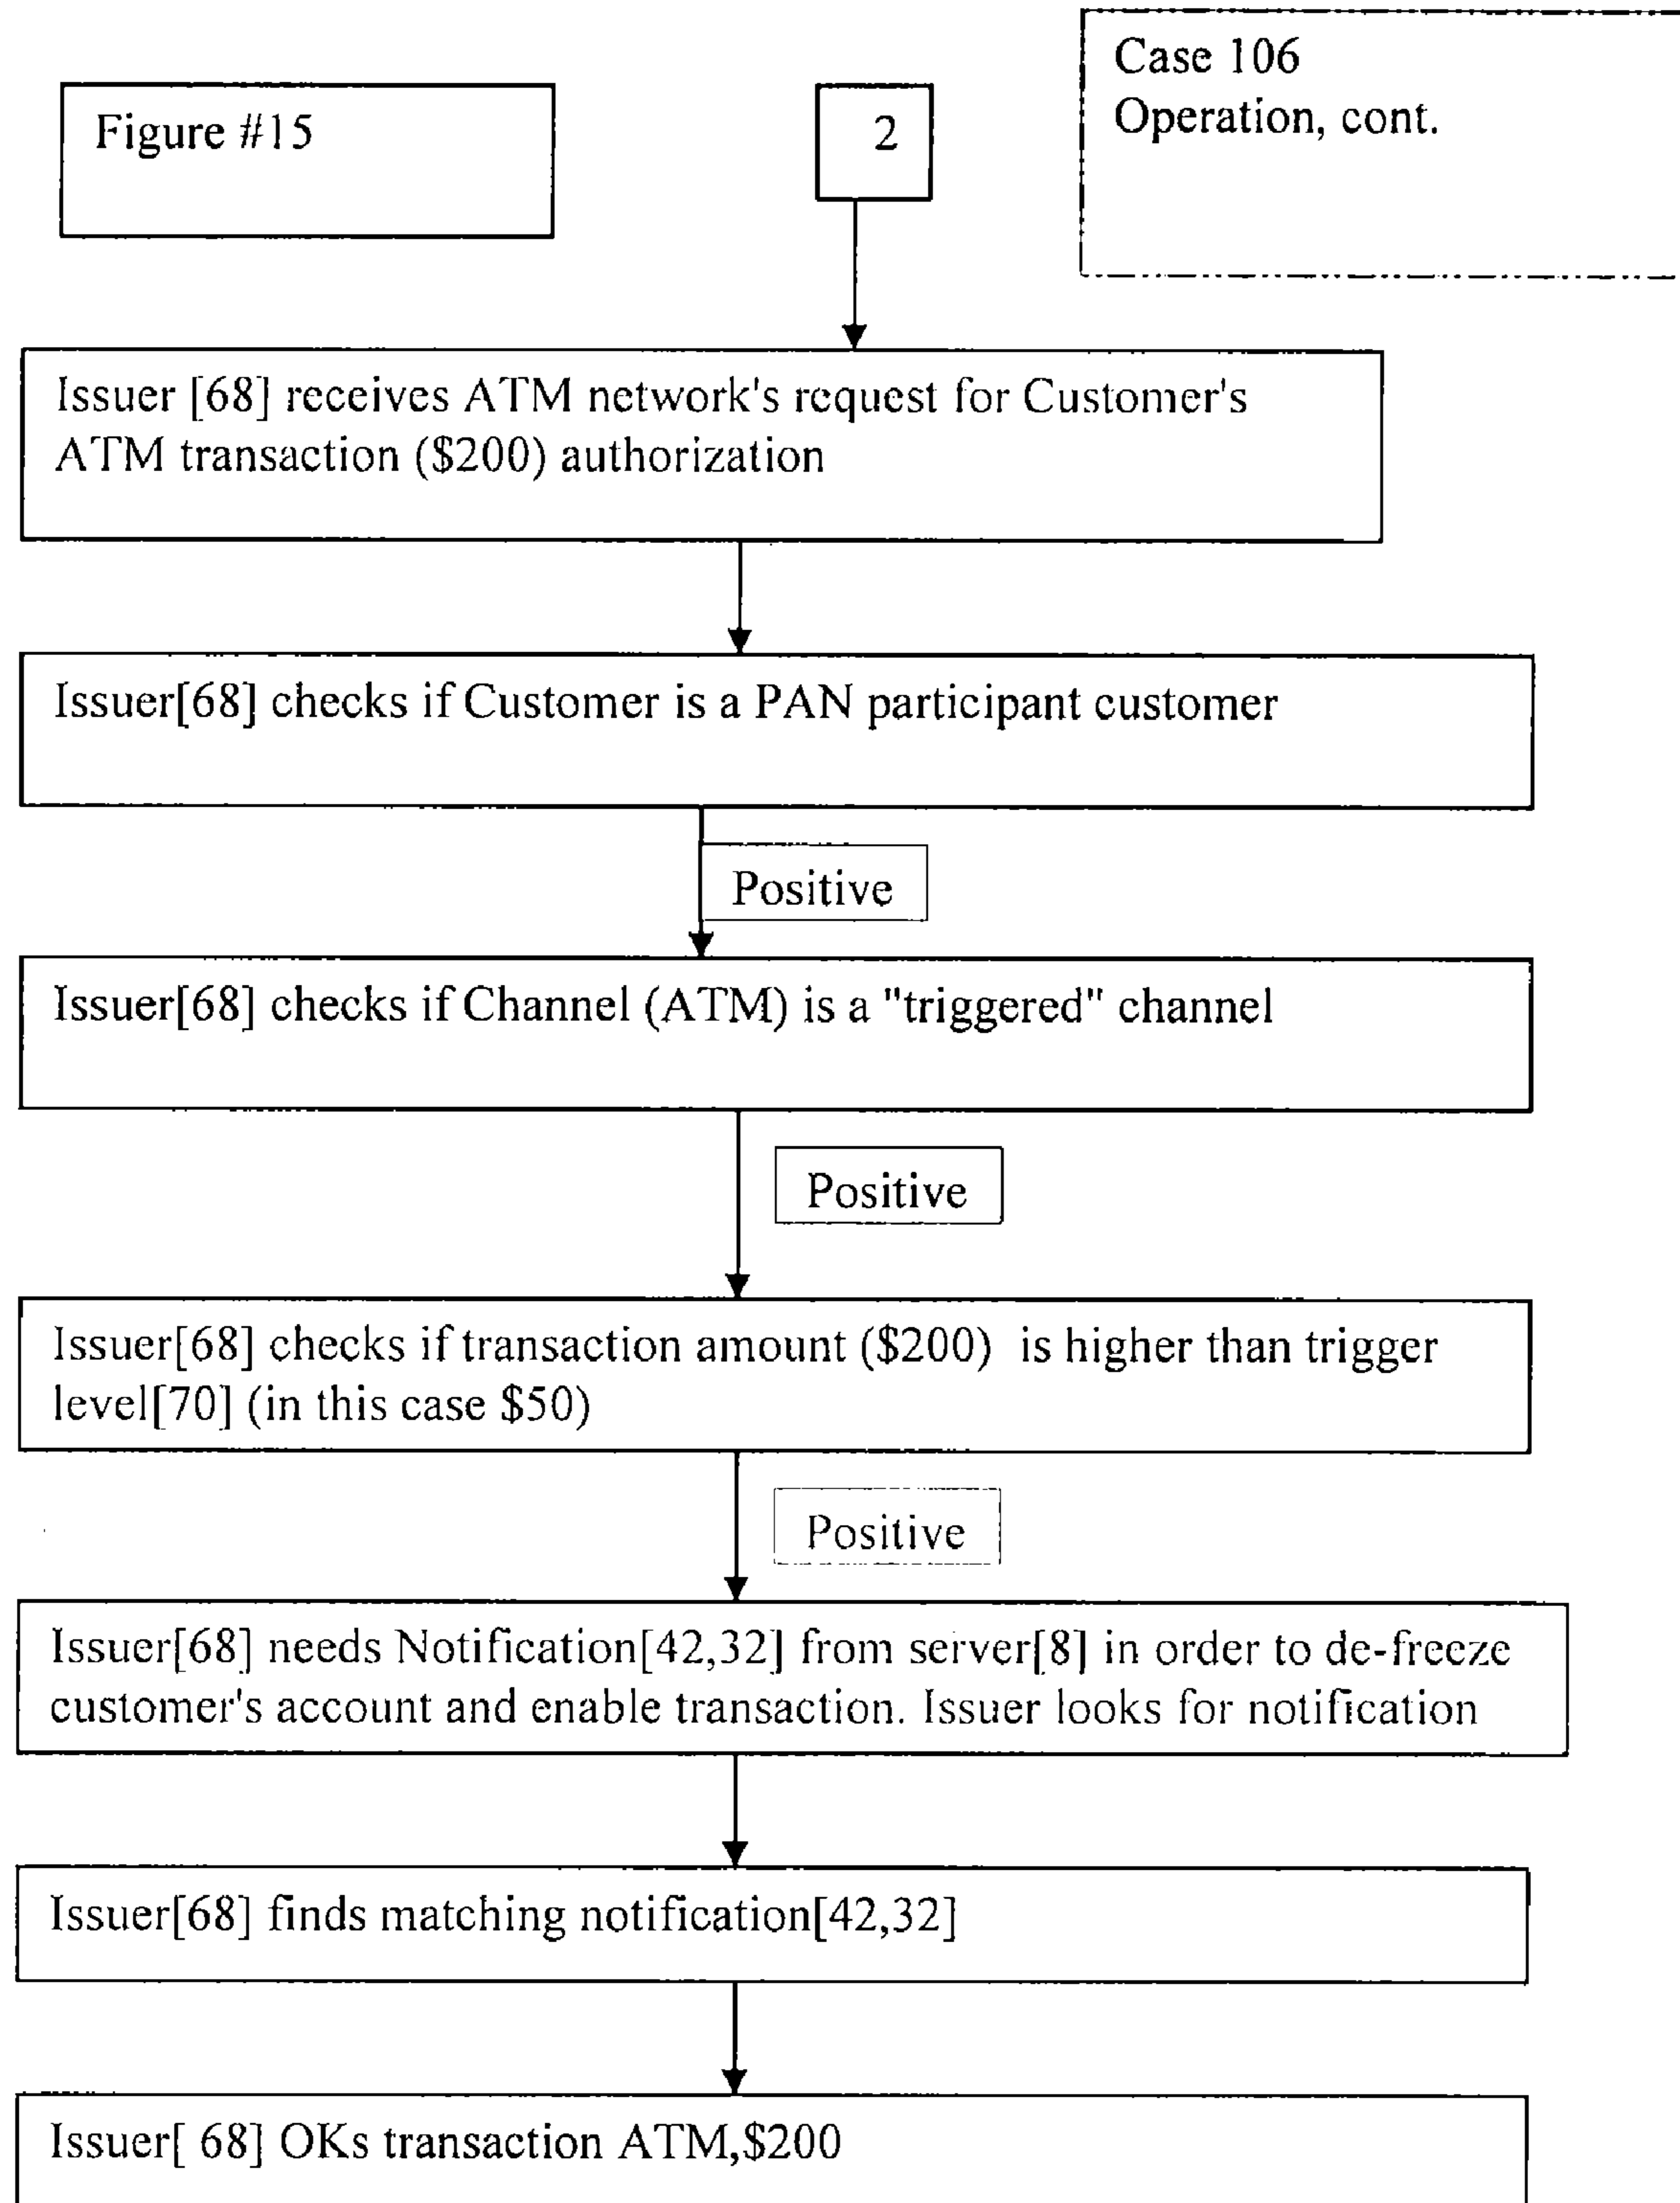 Figure #15
2
Case 106
Operation, cont.
Issuer [68] receives ATM network's request for Customer's
ATM transaction ($200) authorization
Issuer[68] checks if Customer is a PAN participant customer
Positive
Issuer[68] checks if Channel (ATM) is a "triggered" channel
Positive
Issuer[68] checks if transaction amount ($200)  is higher than trigger
level[70] (in this case $50)
Positive
Issuer[68] needs Notification[42,32] from server[8] in order to de-freeze
customer's account and enable transaction. Issuer looks for notification
Issuer[68] finds matching notification[42,32]
Issuer[ 68] OKs transaction ATM,$200